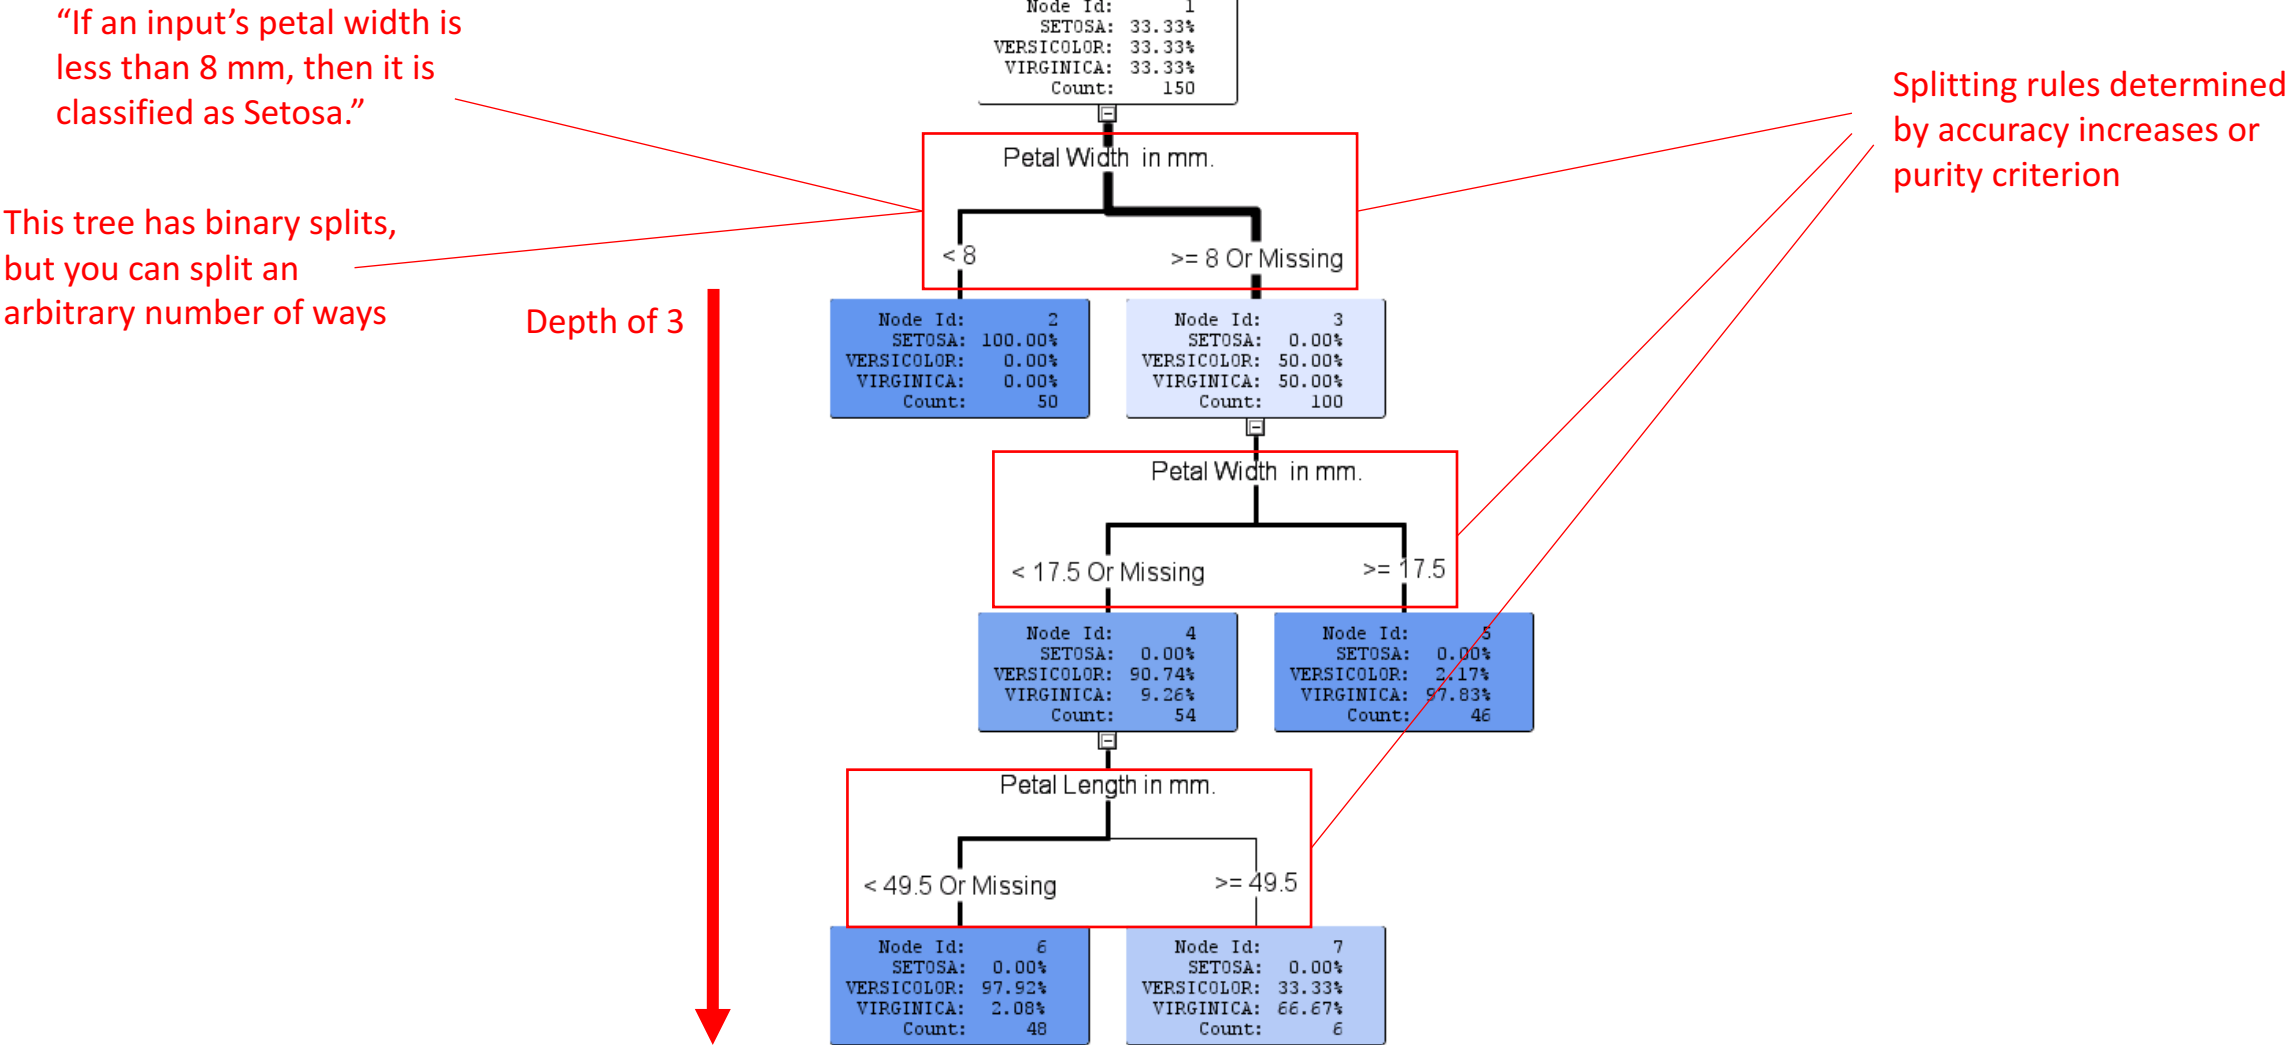 “If an input’s petal width is
less than 8 mm, then it is
classified as Setosa.”
This tree has binary splits,
but you can split an
arbitrary number of ways
Depth of 3
Splitting rules determined
by accuracy increases or
purity criterion
Node Id: 1
SETOSA: 33.33%
VERSICOLOR: 33.33%
VIRGINICA: 33.33%
Count: 150
Petal Width in mm.
< 8
>= 8 Or Missing
Node Id: 2
SETOSA: 100.00%
VERSICOLOR: 0.00%
VIRGINICA: 0.00%
Count: 50
Node Id: 3
SETOSA: 0.00%
VERSICOLOR: 50.00%
VIRGINICA: 50.00%
Count: 100
Petal Width in mm.
< 17.5 Or Missing
>= 17.5
Node Id: 4
SETOSA: 0.00%
VERSICOLOR: 90.74%
VIRGINICA: 9.26%
Count: 54
Node Id: 5
SETOSA: 0.00%
VERSICOLOR: 2.17%
VIRGINICA: 97.83%
Count: 46
Petal Length in mm.
< 49.5 Or Missing
>= 49.5
Node Id: 6
SETOSA: 0.00%
VERSICOLOR: 97.92%
VIRGINICA: 2.08%
Count: 48
Node Id: 7
SETOSA: 0.00%
VERSICOLOR: 33.33%
VIRGINICA: 66.67%
Count: 6